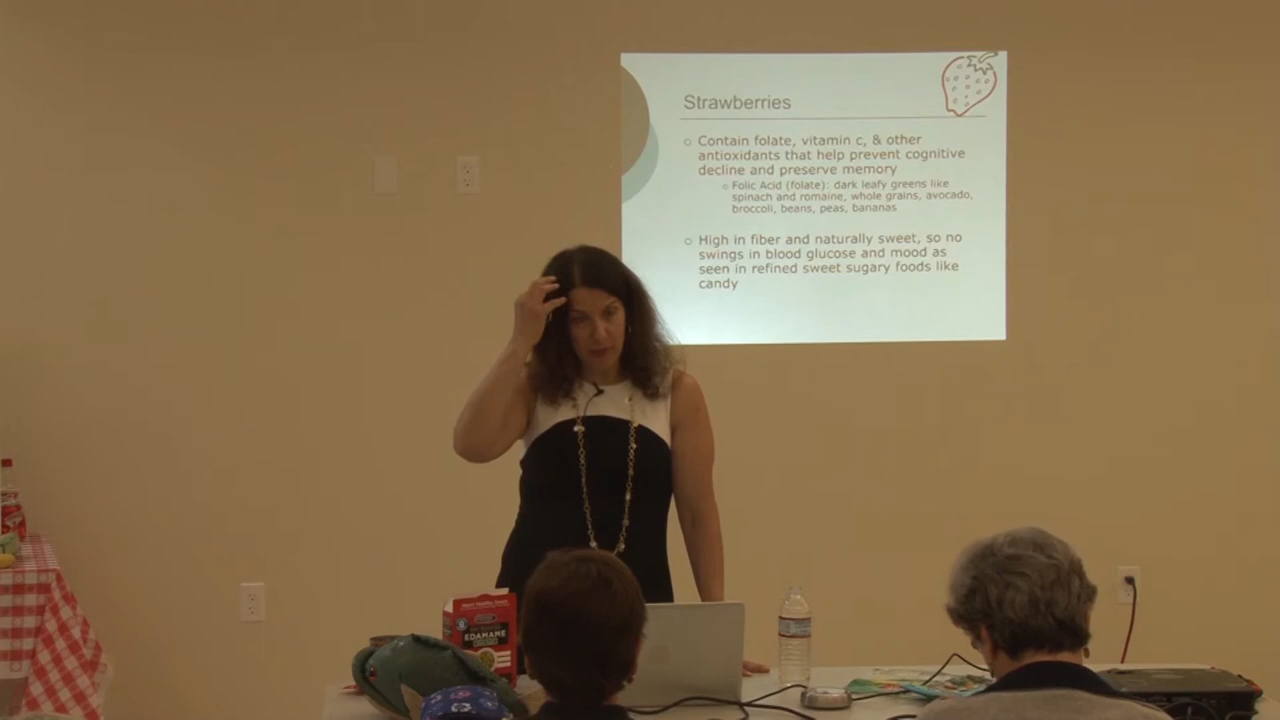 Strawberries
Contain folate, vitamin c, & other
antioxidants that help prevent cognitive
decline and preserve memory
Folic Acid (folate): dark leafy greens like
spinach and romaine, whole grains, avocado,
broccoli, beans, peas, bananas
High in fiber and naturally sweet, so no
swings in blood glucose and mood as
seen in refined sweet sugary foods like
candy
EDAMAME